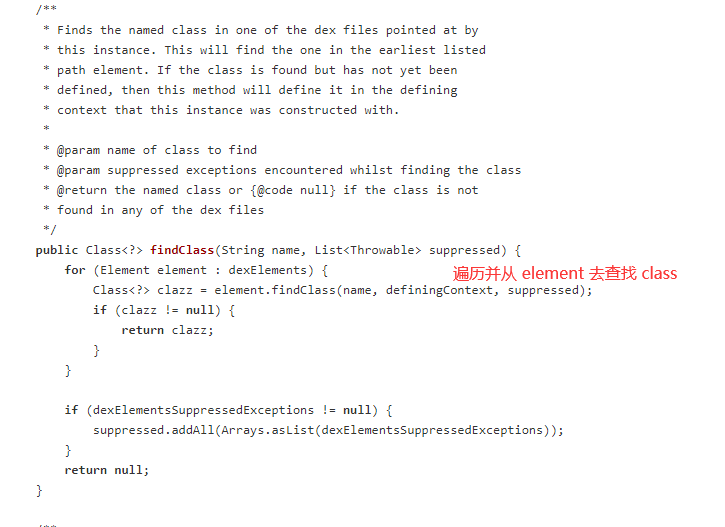 /**
 * Finds the named class in one of the dex files pointed at by
 * this instance. This will find the one in the earliest listed
 * path element. If the class is found but has not yet been
 * defined, then this method will define it in the defining
 * context that this instance was constructed with.
 *
 * @param name of class to find
 * @param suppressed exceptions encountered whilst finding the class
 * @return the named class or {@code null} if the class is not
 * found in any of the dex files
 */
public Class<?> findClass(String name, List<Throwable> suppressed) {
    for (Element element : dexElements) {
遍历并从 element 去查找 class
        Class<?> clazz = element.findClass(name, definingContext, suppressed);
        if (clazz != null) {
            return clazz;
        }
    }
    if (dexElementsSuppressedExceptions != null) {
        suppressed.addAll(Arrays.asList(dexElementsSuppressedExceptions));
    }
    return null;
}
/**